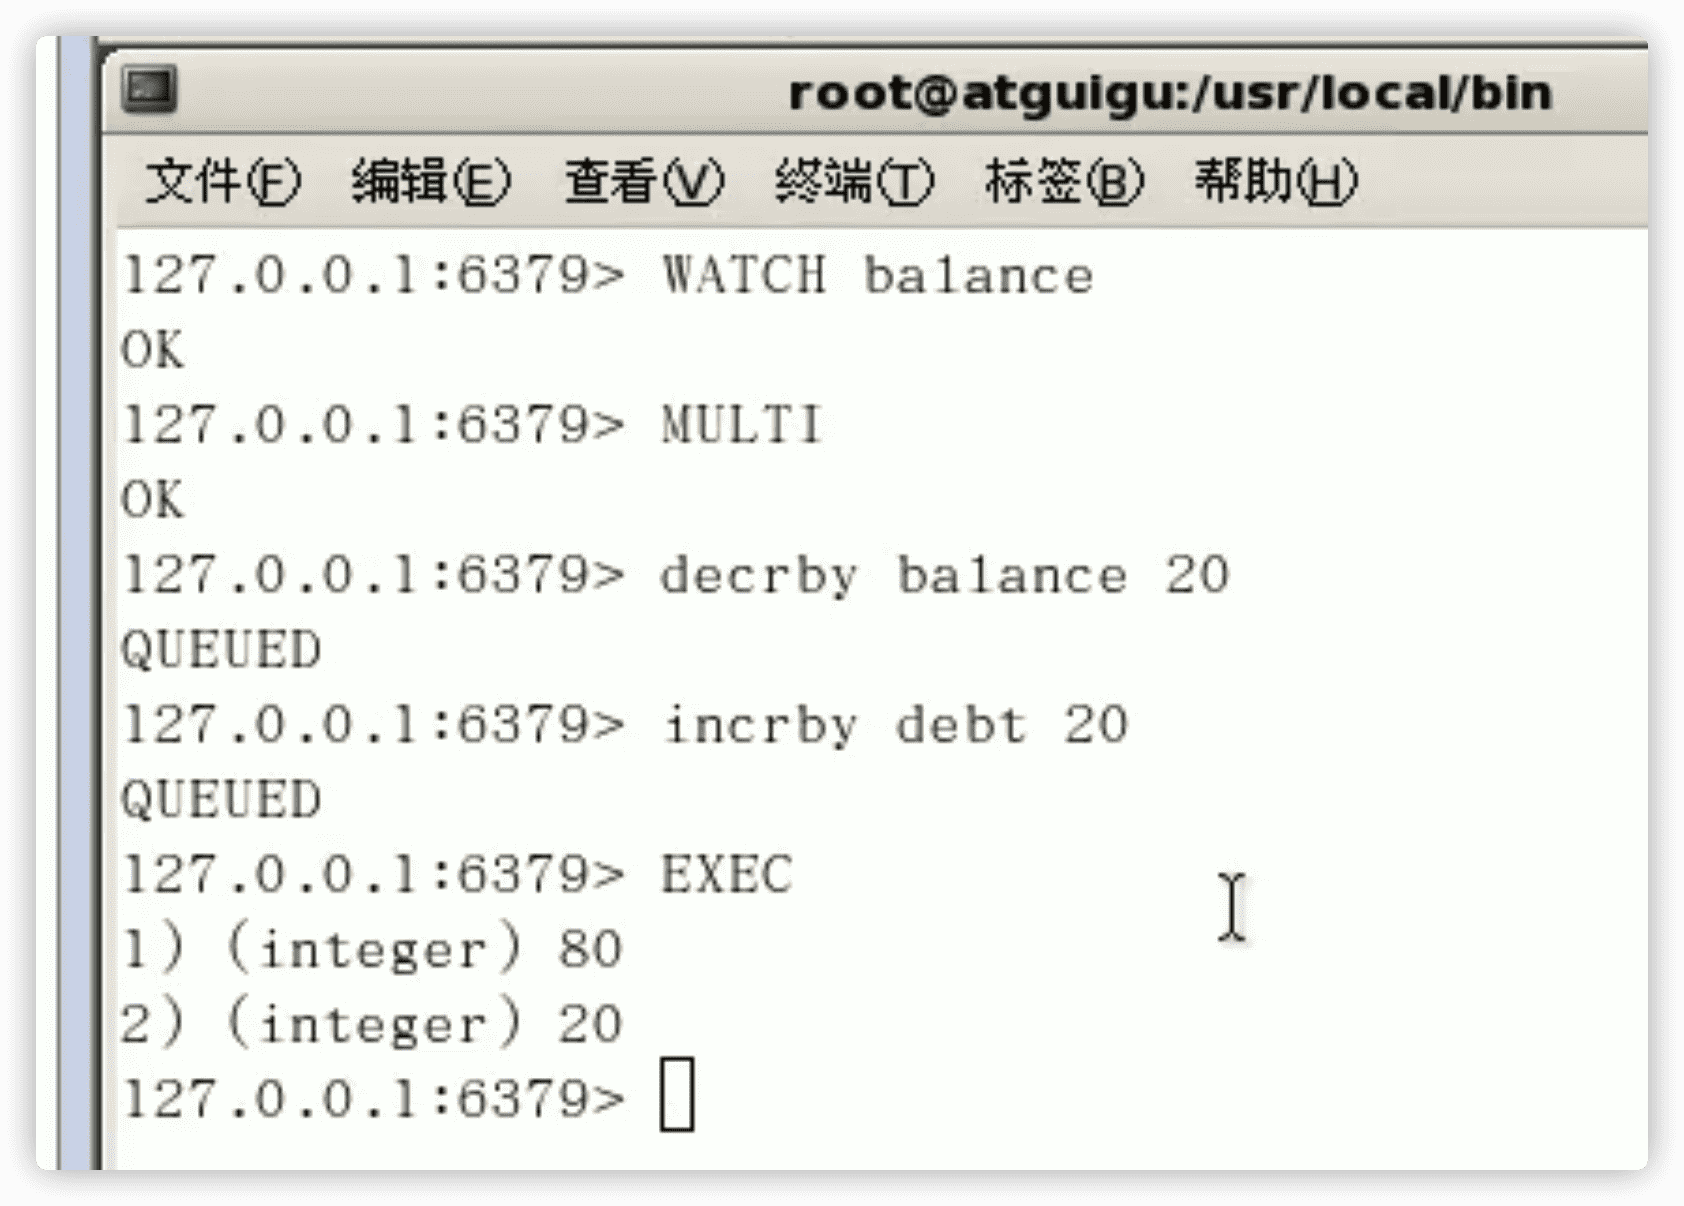 root@atguigu:/usr/local/bin
文件(F) 编辑(E) 查看(V) 终端(T) 标签(B) 帮助(H)
127.0.0.1:6379> WATCH balance
OK
127.0.0.1:6379> MULTI
OK
127.0.0.1:6379> decrby balance 20
QUEUED
127.0.0.1:6379> incrby debt 20
QUEUED
127.0.0.1:6379> EXEC
1) (integer) 80
2) (integer) 20
127.0.0.1:6379>